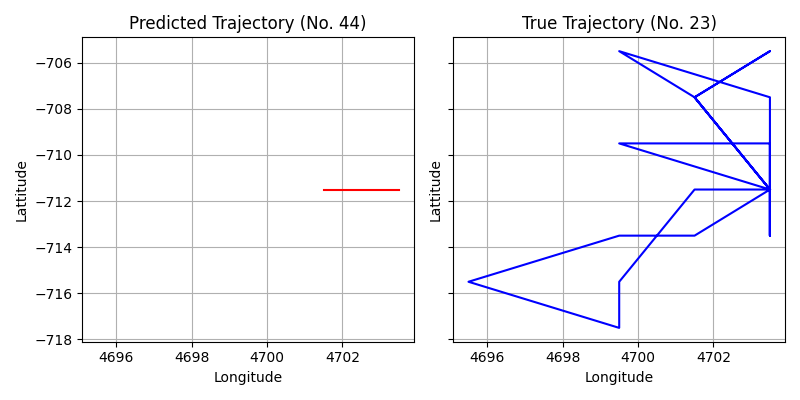 Predicted Trajectory (No. 44)
True Trajectory (No. 23)
−706
−708
−710
−712
−714
−716
−718
Lattitude
Lattitude
4696 4698 4700 4702
4696 4698 4700 4702
Longitude
Longitude